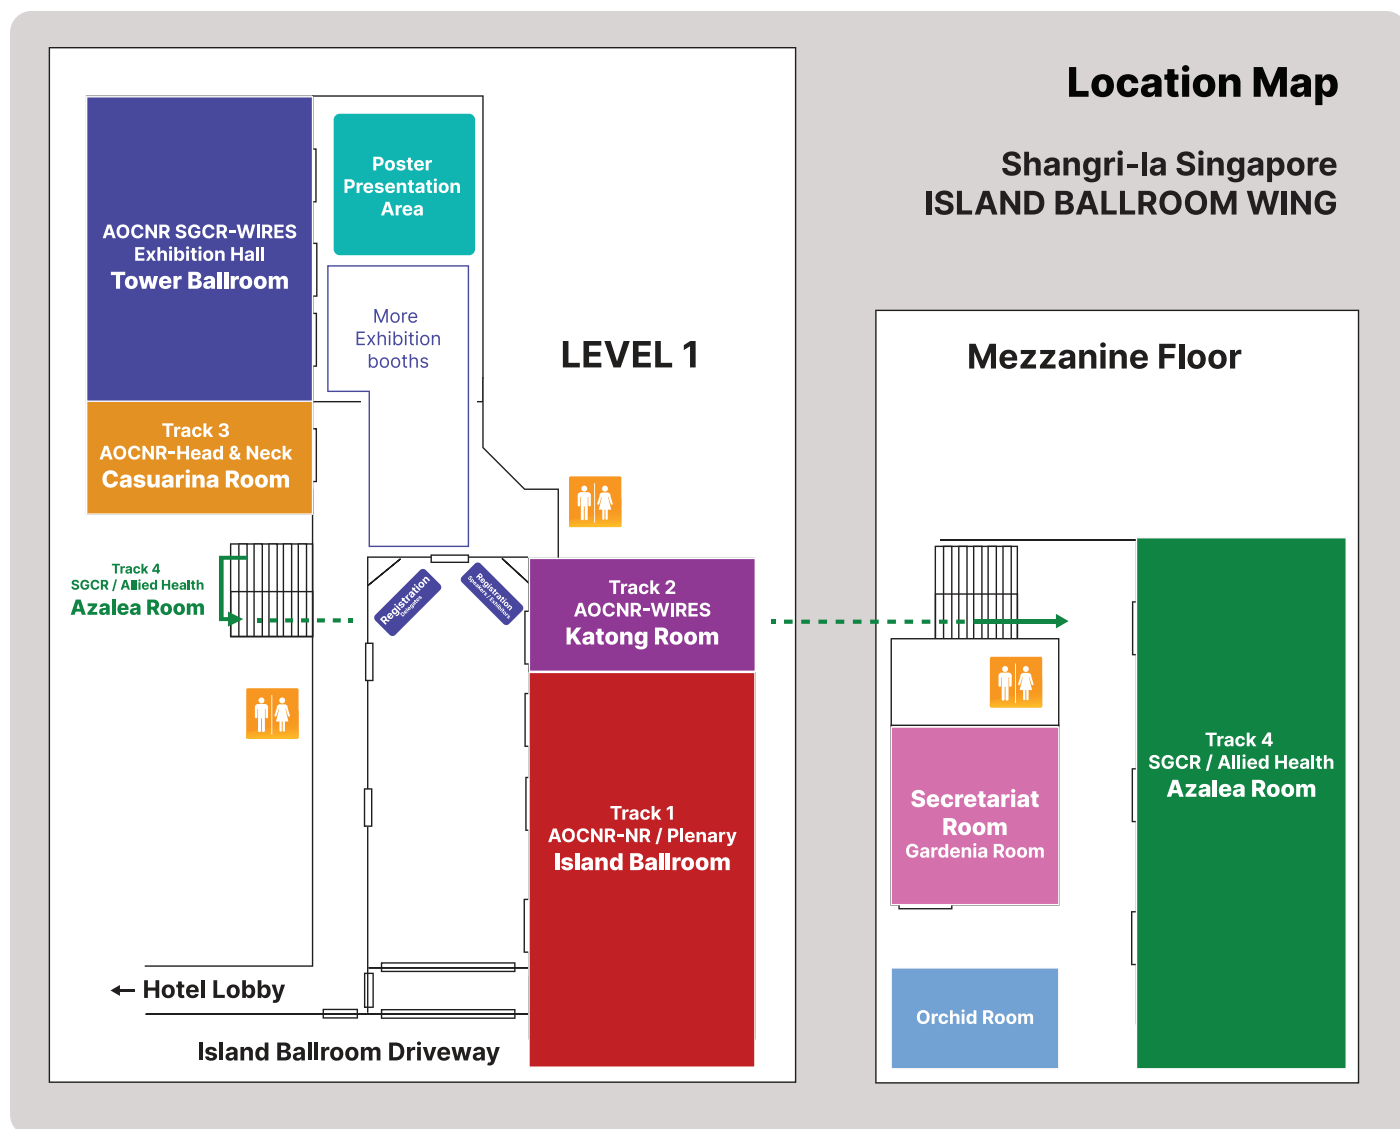 Location Map
Shangri-la Singapore
ISLAND BALLROOM WING
LEVEL 1
AOCNR SGCR-WIRES
Exhibition Hall
Tower Ballroom
Poster
Presentation
Area
More
Exhibition
booths
Track 3
AOCNR-Head & Neck
Casuarina Room
Track 4
SGCR / Allied Health
Azalea Room
Registration
Delegates
Registration
Speakers / Exhibitors
Track 2
AOCNR-WIRES
Katong Room
Track 1
AOCNR-NR / Plenary
Island Ballroom
Hotel Lobby
Island Ballroom Driveway
Mezzanine Floor
Secretariat
Room
Gardenia Room
Orchid Room
Track 4
SGCR / Allied Health
Azalea Room